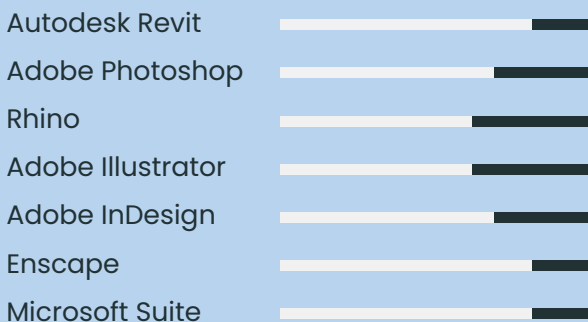 Autodesk Revit
Adobe Photoshop
Rhino
Adobe Illustrator
Adobe InDesign
Enscape
Microsoft Suite